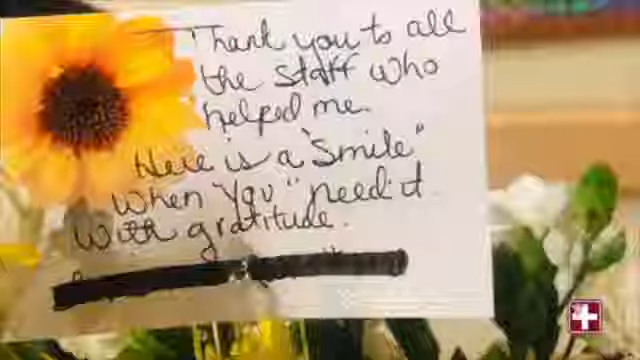 Thank you to all
the staff who
helped me.
Here is a "Smile"
when "you" need it.
With gratitude.